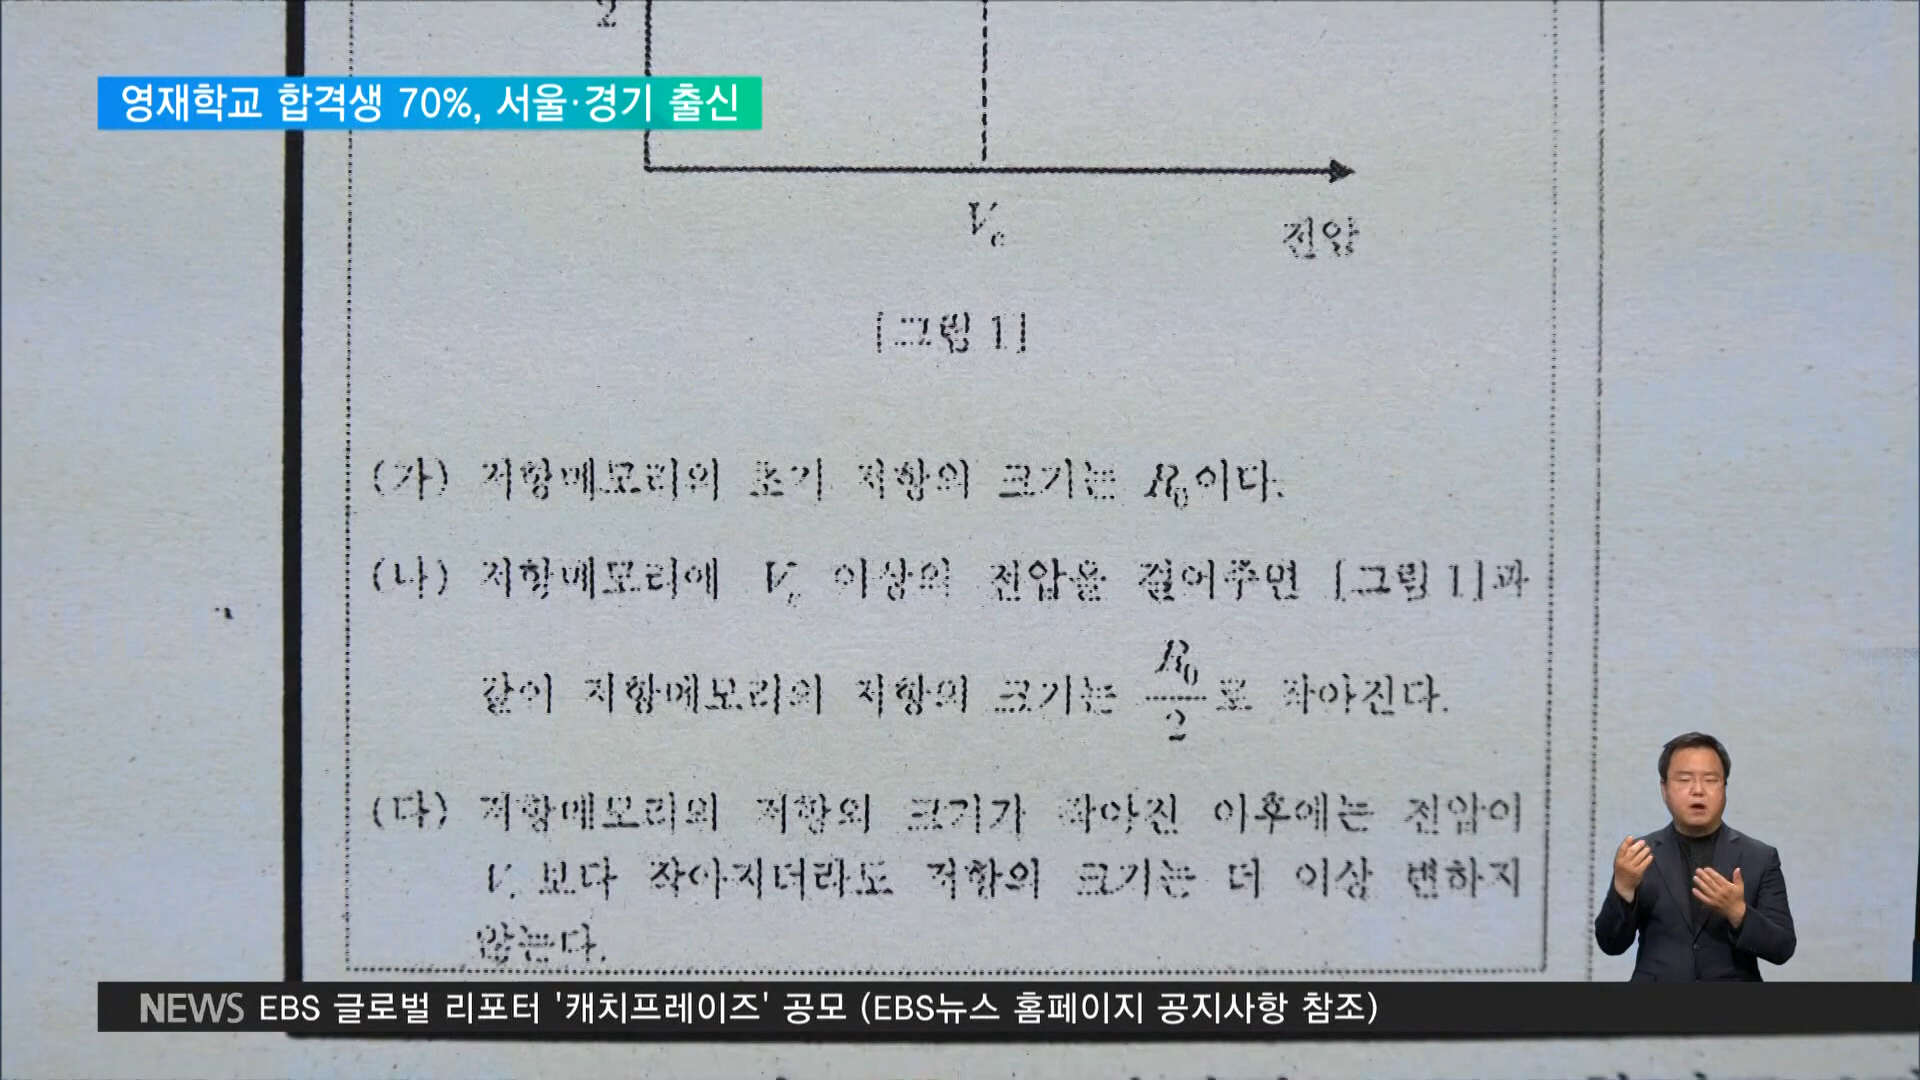 2
영재학교 합격생 70%, 서울·경기 출신
V_c
전압
[그림 1]
(가) 저항메모리의 초기 저항의 크기는 R_0이다.
(나) 저항메모리에 V_c 이상의 전압을 걸어주면 [그림 1]과
같이 저항메모리의 저항의 크기는 R_0/2로 작아진다.
(다) 저항메모리의 저항의 크기가 작아진 이후에는 전압이
V_c보다 작아지더라도 저항의 크기는 더 이상 변하지
않는다.
NEWS EBS 글로벌 리포터 '캐치프레이즈' 공모 (EBS뉴스 홈페이지 공지사항 참조)